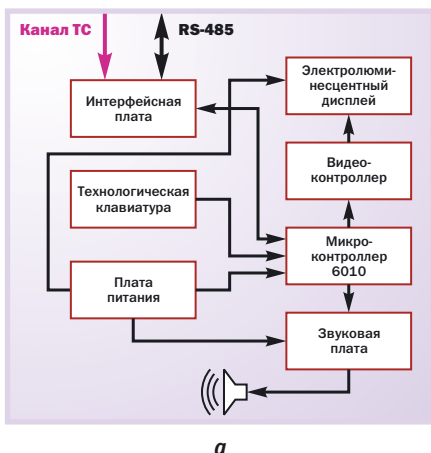 Канал ТС
RS-485
Интерфейсная
плата
Электролюми-
несцентный
дисплей
Технологическая
клавиатура
Видео-
контроллер
Плата
питания
Микро-
контроллер
6010
Звуковая
плата
а